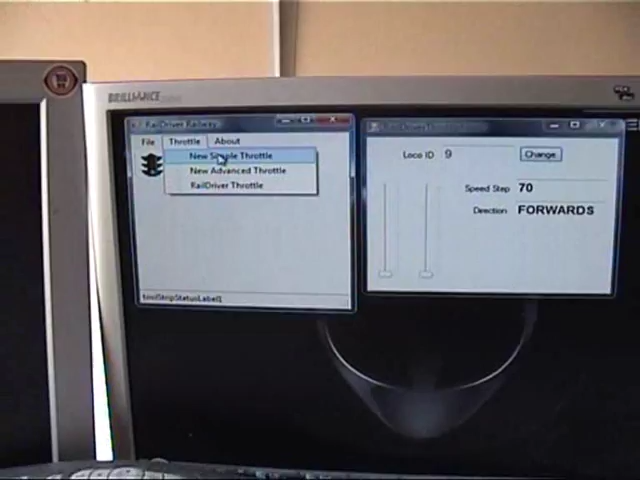 BRILLIANCE
RailDriver Railway
File Throttle About
New Simple Throttle
New Advanced Throttle
RailDriver Throttle
toolStripStatusLabel1
Loco ID 9 Change
Speed Step 70
Direction FORWARDS